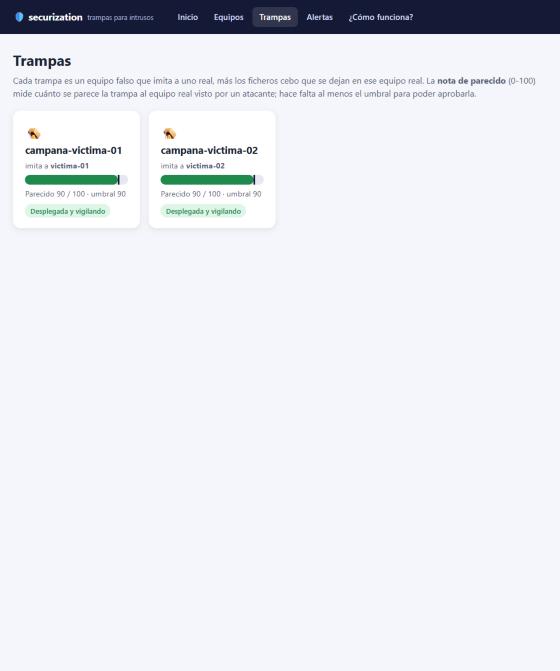 securization trampas para intrusos Inicio Equipos Trampas Alertas ¿Cómo funciona?
Trampas
Cada trampa es un equipo falso que imita a uno real, más los ficheros cebo que se dejan en ese equipo real. La nota de parecido (0–100)
mide cuánto se parece la trampa al equipo real visto por un atacante; hace falta al menos el umbral para poder aprobarla.
campana-victima-01
imita a victima-01
Parecido 90 / 100 · umbral 90
Desplegada y vigilando
campana-victima-02
imita a victima-02
Parecido 90 / 100 · umbral 90
Desplegada y vigilando